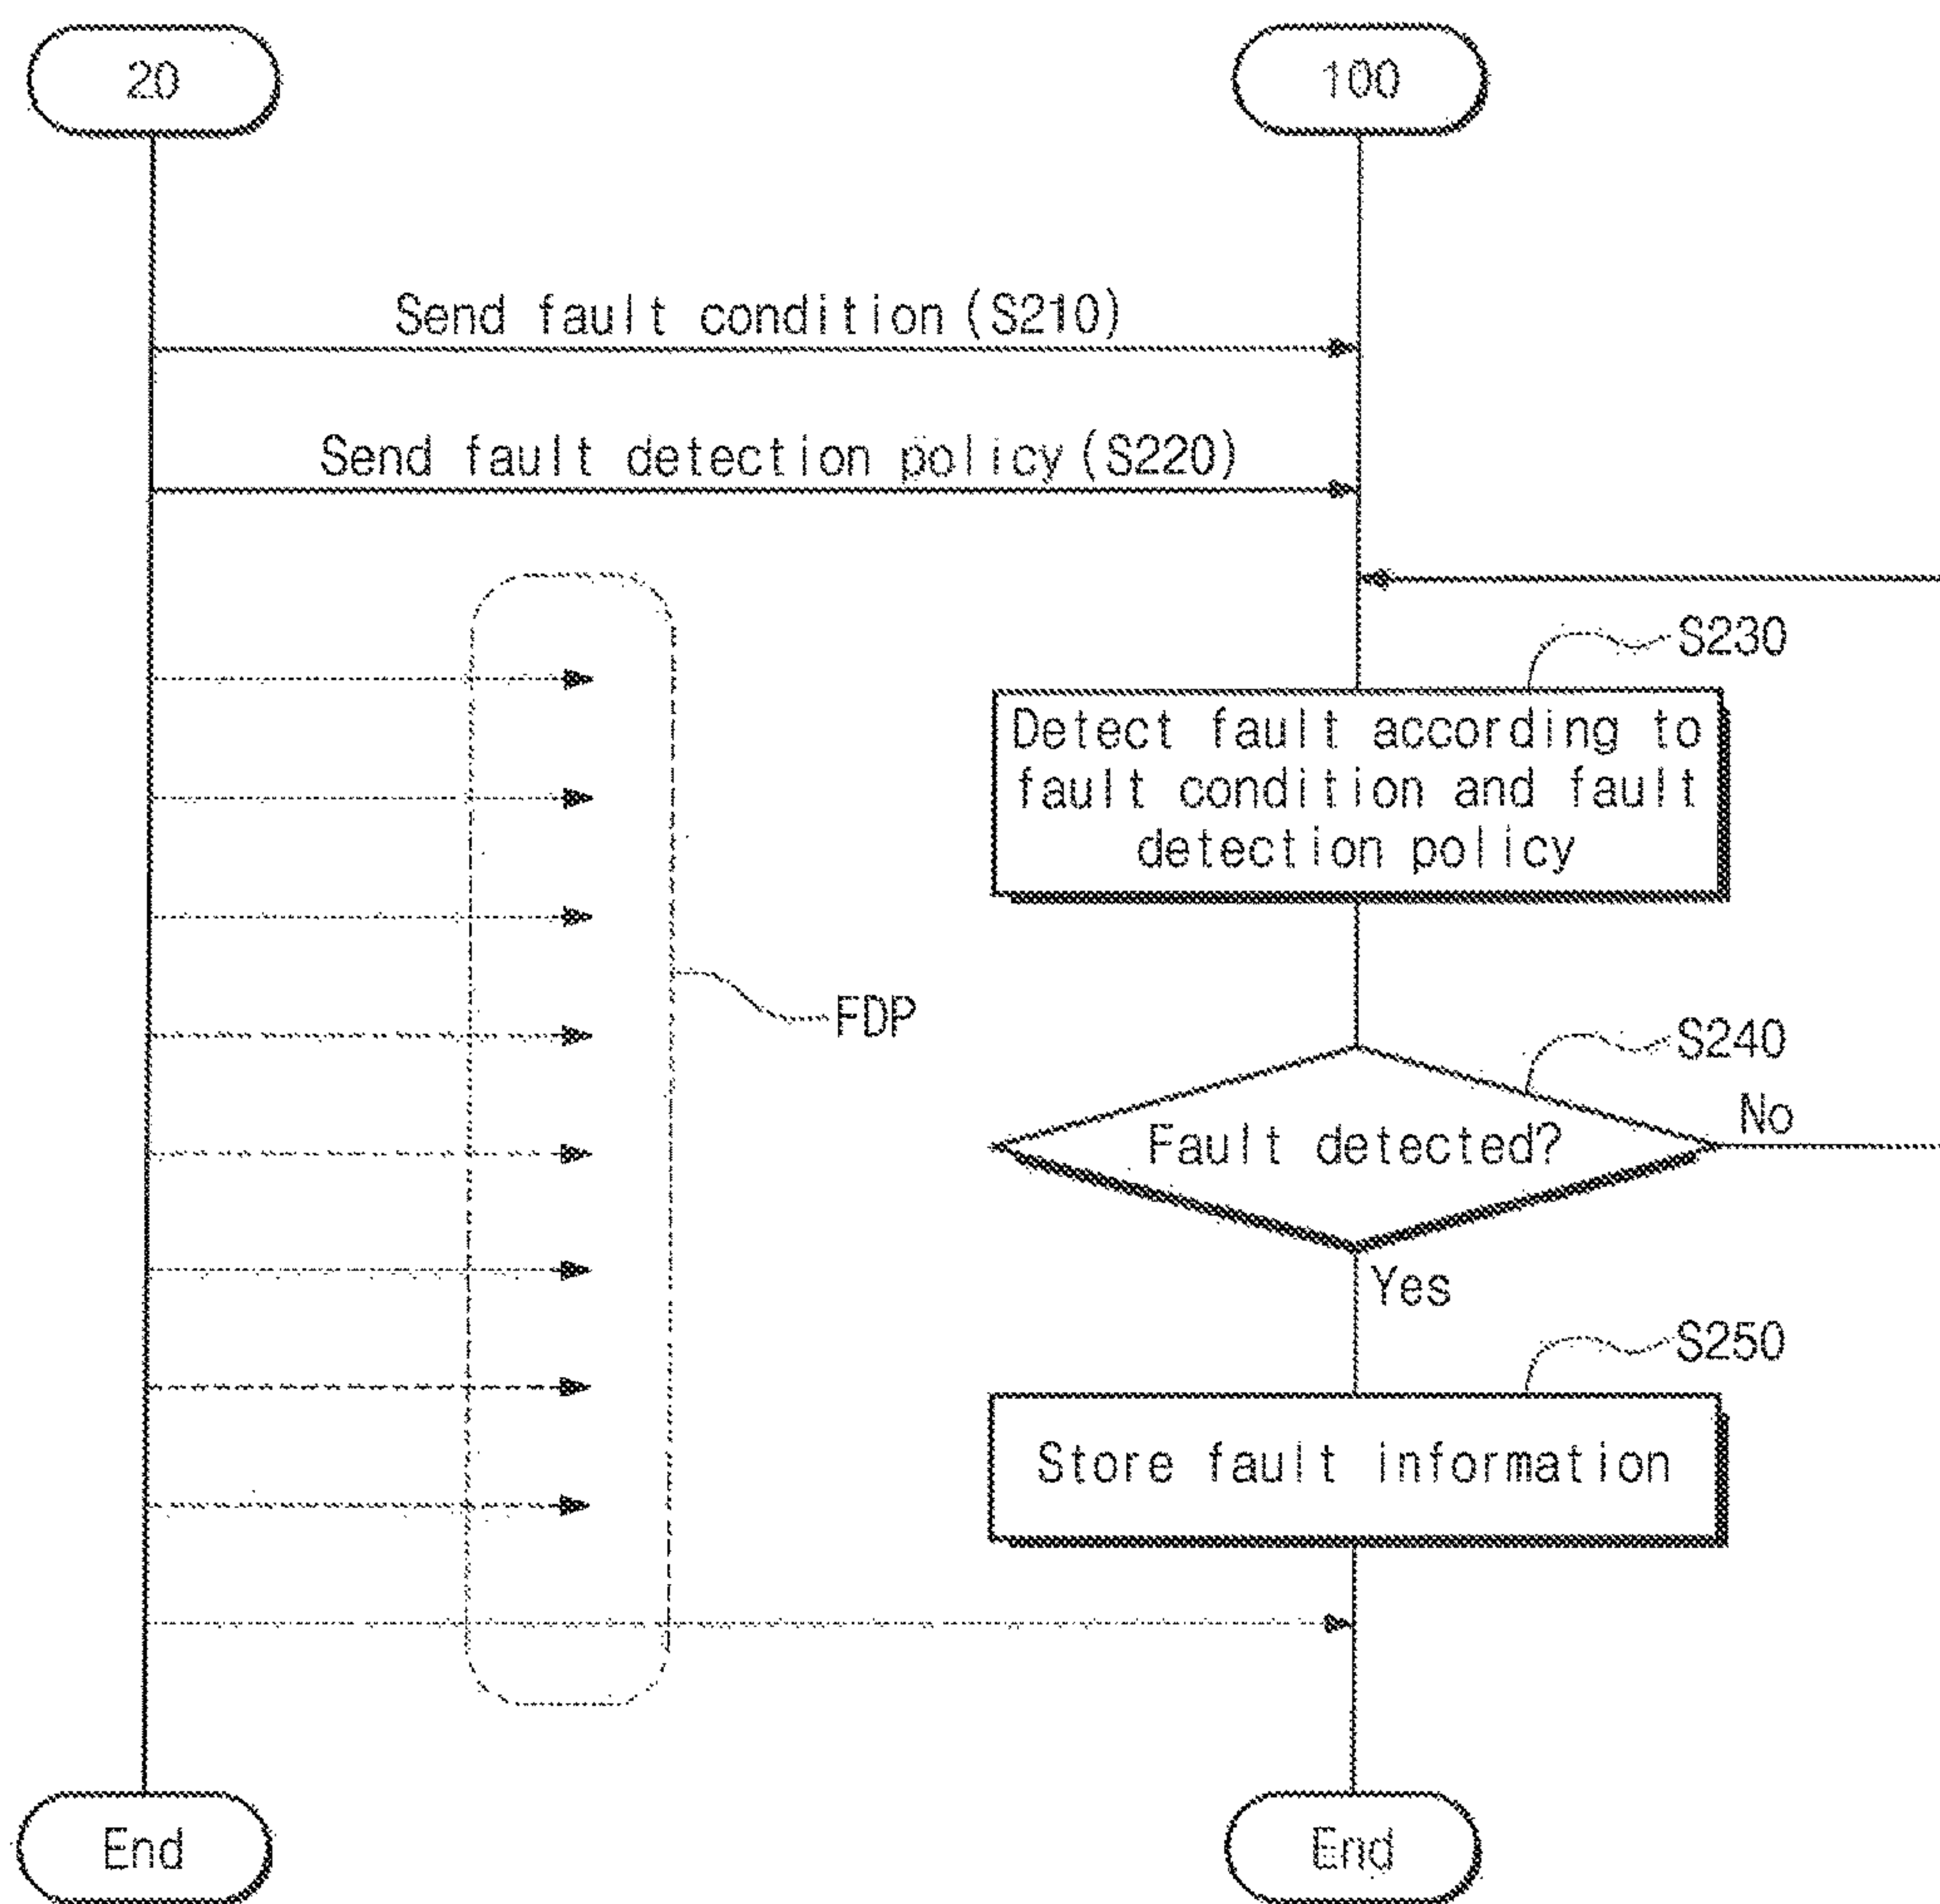 20
100
Send fault condition (S210)
Send fault detection policy (S220)
S230
Detect fault according to
fault condition and fault
detection policy
FDP
S240
Fault detected?
No
Yes
S250
Store fault information
End
End